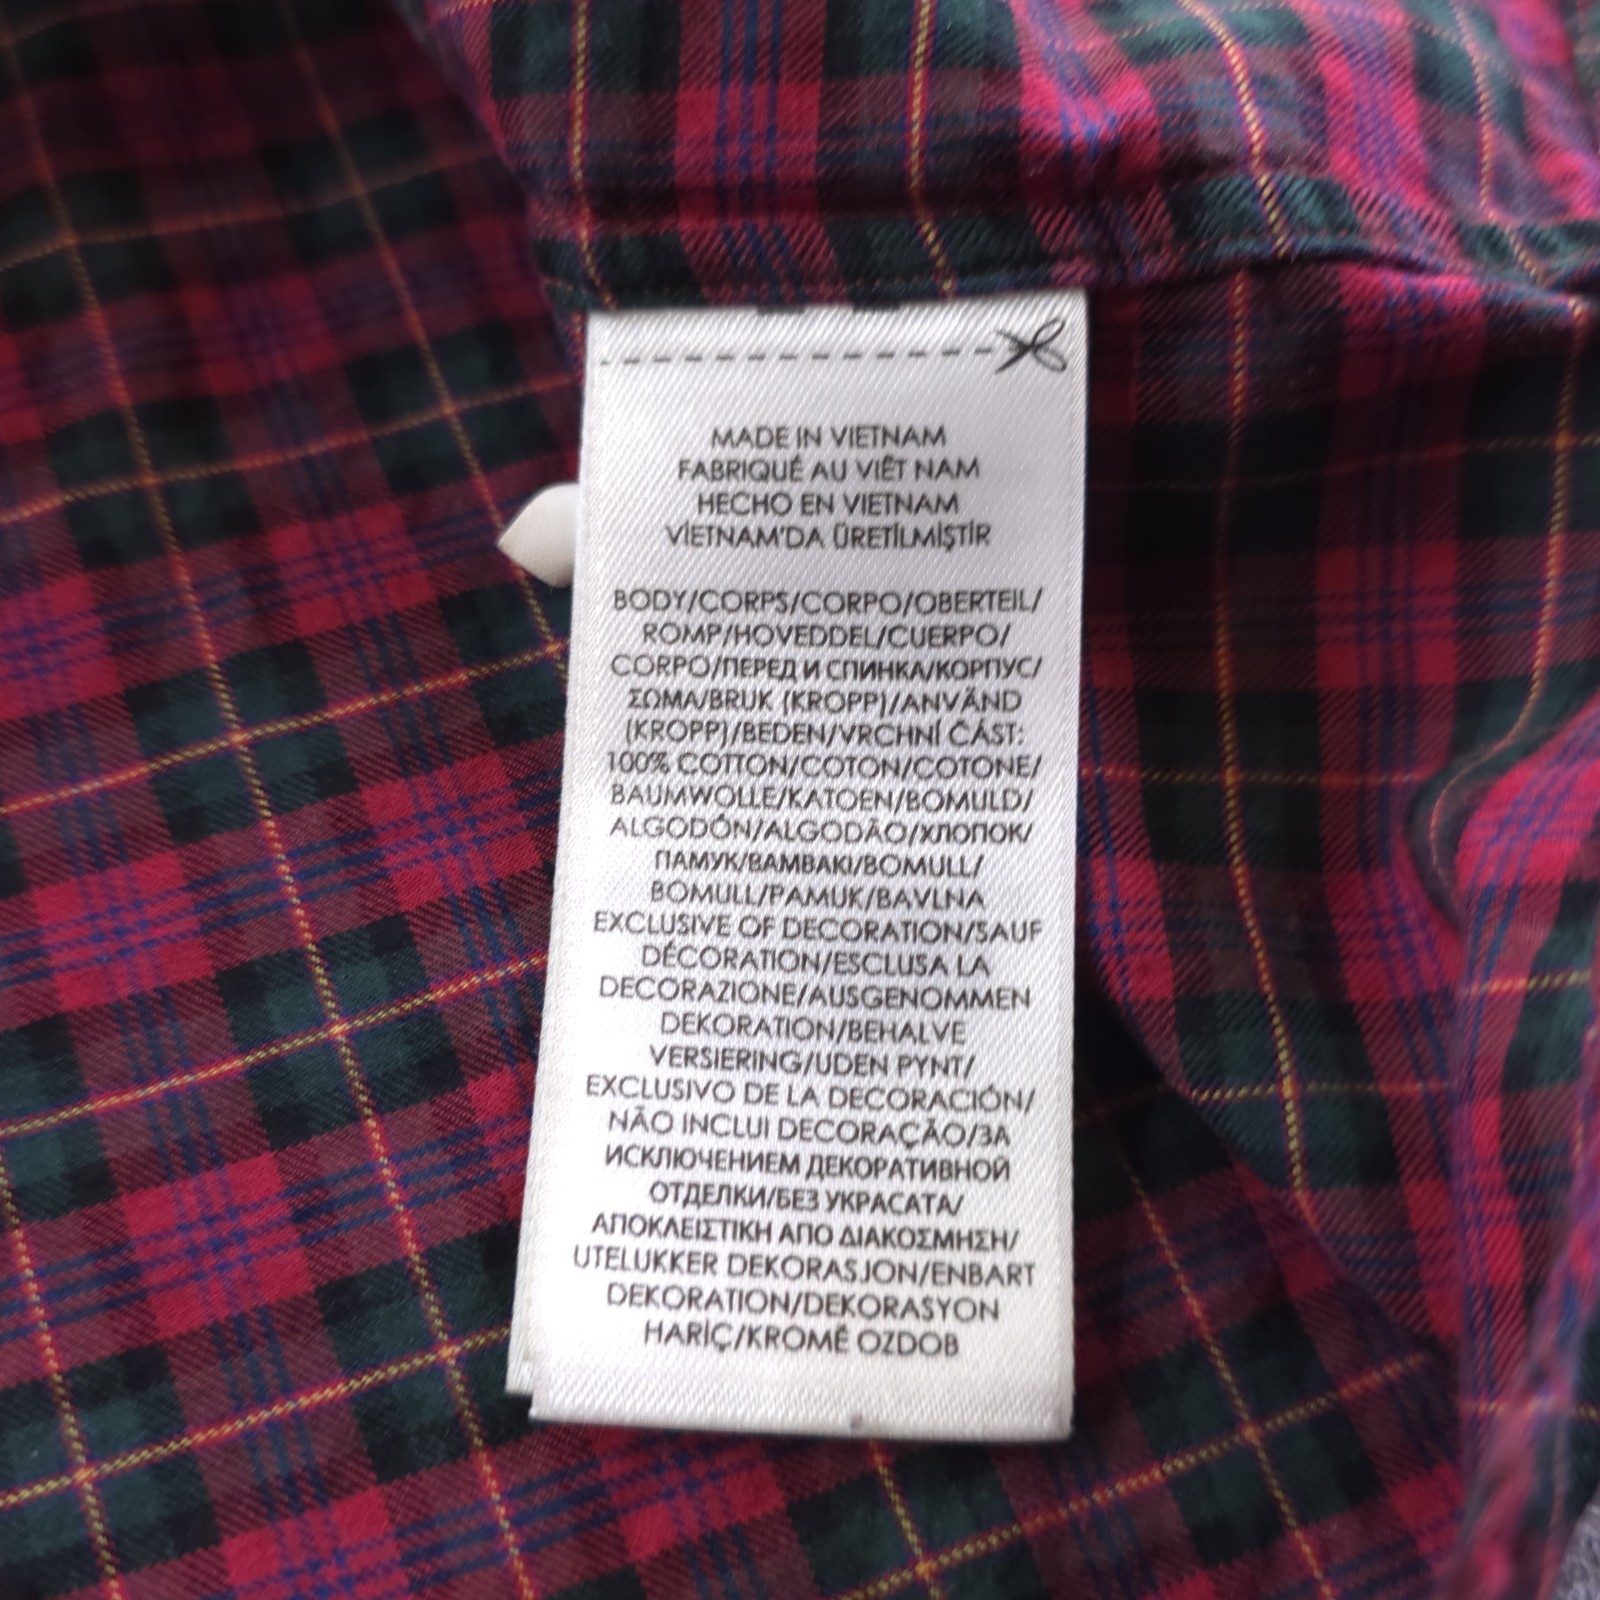 MADE IN VIETNAM
FABRIQUÉ AU VIÊT NAM
HECHO EN VIETNAM
VİETNAM'DA ÜRETİLMİŞTİR
BODY/CORPS/CORPO/OBERTEIL/
ROMP/HOVEDDEL/CUERPO/
CORPO/ПЕРЕД И СПИНКА/КОРПУС/
ΣΩΜΑ/BRUK (KROPP)/ANVÄND
(KROPP)/BEDEN/VRCHNÍ ČÁST:
100% COTTON/COTON/COTONE/
BAUMWOLLE/KATOEN/BOMULD/
ALGODÓN/ALGODÃO/ХЛОПОК/
ПАМУК/ΒΑΜΒΑΚΙ/BOMULL/
BOMULL/PAMUK/BAVLNA
EXCLUSIVE OF DECORATION/SAUF
DÉCORATION/ESCLUSA LA
DECORAZIONE/AUSGENOMMEN
DEKORATION/BEHALVE
VERSIERING/UDEN PYNT/
EXCLUSIVO DE LA DECORACIÓN/
NÃO INCLUI DECORAÇÃO/ЗА
ИСКЛЮЧЕНИЕМ ДЕКОРАТИВНОЙ
ОТДЕЛКИ/БЕЗ УКРАСАТА/
ΑΠΟΚΛΕΙΣΤΙΚΗ ΑΠΟ ΔΙΑΚΟΣΜΗΣΗ/
UTELUKKER DEKORASJON/ENBART
DEKORATION/DEKORASYON
HARİÇ/KROMĚ OZDOB